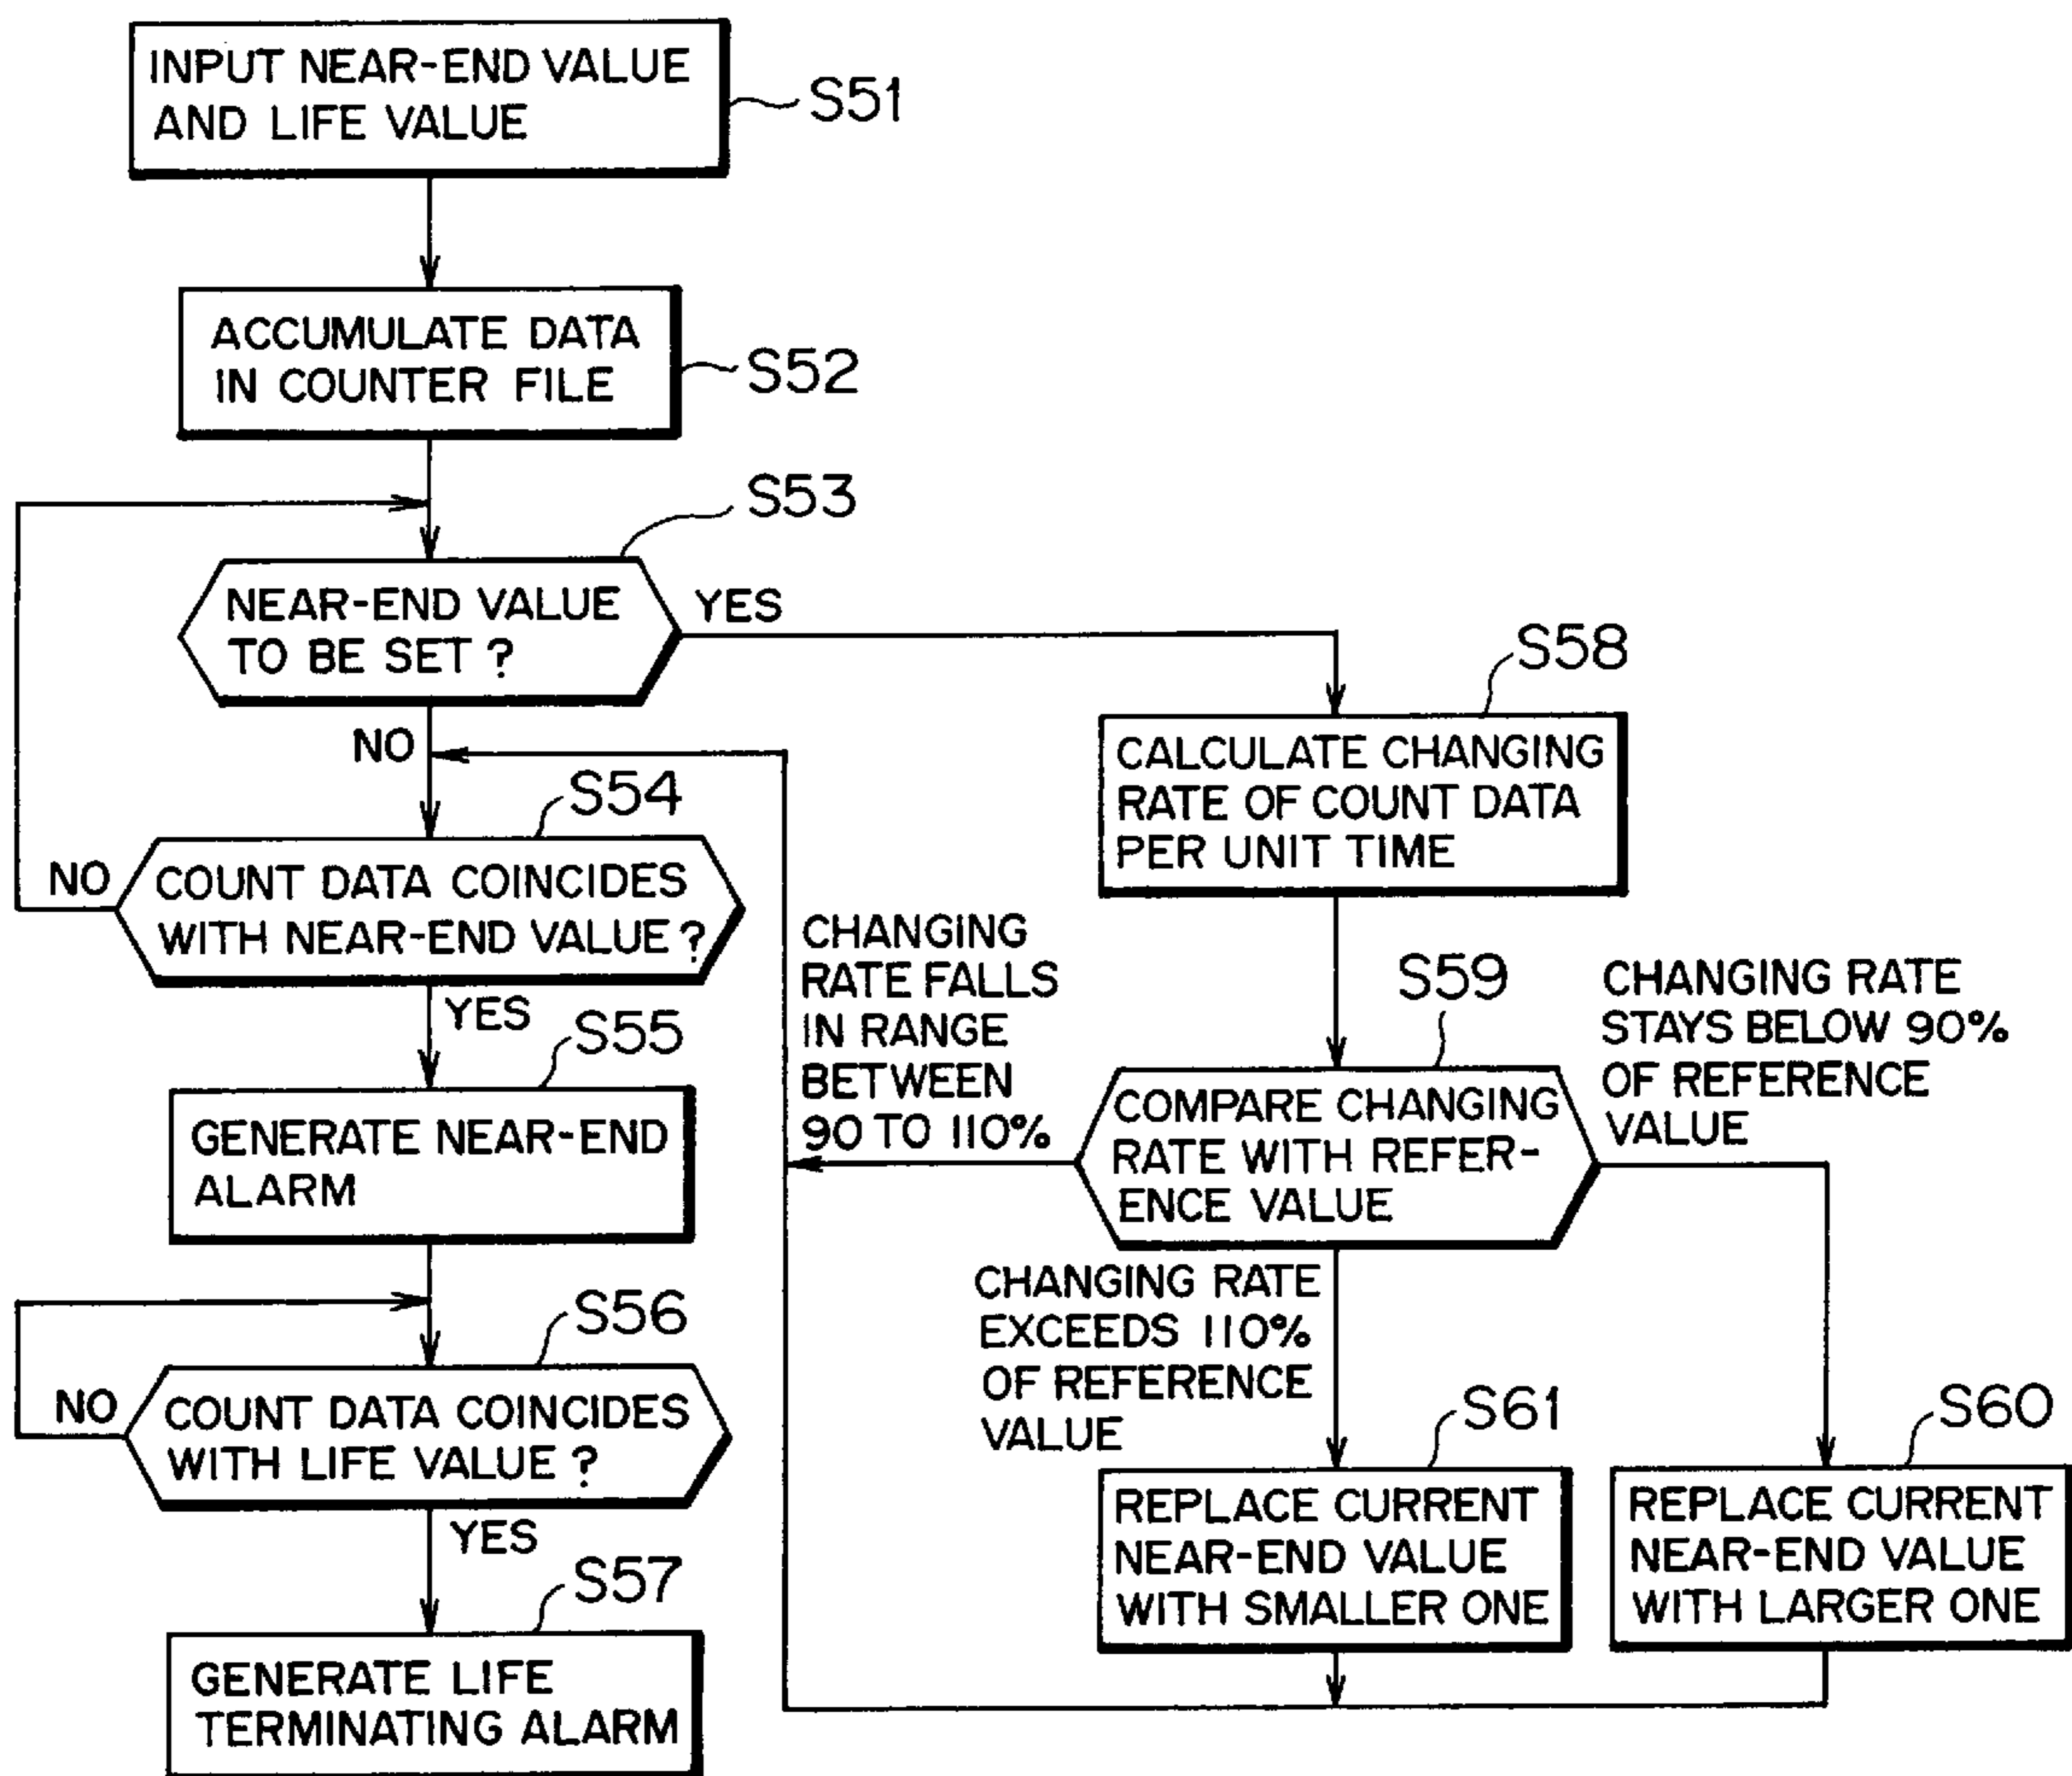 INPUT NEAR-END VALUE
AND LIFE VALUE
S51
ACCUMULATE DATA
IN COUNTER FILE
S52
S53
NEAR-END VALUE
TO BE SET ?
YES
NO
S54
COUNT DATA COINCIDES
WITH NEAR-END VALUE ?
NO
YES
S55
GENERATE NEAR-END
ALARM
S56
COUNT DATA COINCIDES
WITH LIFE VALUE ?
NO
YES
S57
GENERATE LIFE
TERMINATING ALARM
S58
CALCULATE CHANGING
RATE OF COUNT DATA
PER UNIT TIME
S59
COMPARE CHANGING
RATE WITH REFER-
ENCE VALUE
CHANGING
RATE FALLS
IN RANGE
BETWEEN
90 TO 110%
CHANGING RATE
STAYS BELOW 90%
OF REFERENCE
VALUE
CHANGING RATE
EXCEEDS 110%
OF REFERENCE
VALUE
S61
REPLACE CURRENT
NEAR-END VALUE
WITH SMALLER ONE
S60
REPLACE CURRENT
NEAR-END VALUE
WITH LARGER ONE